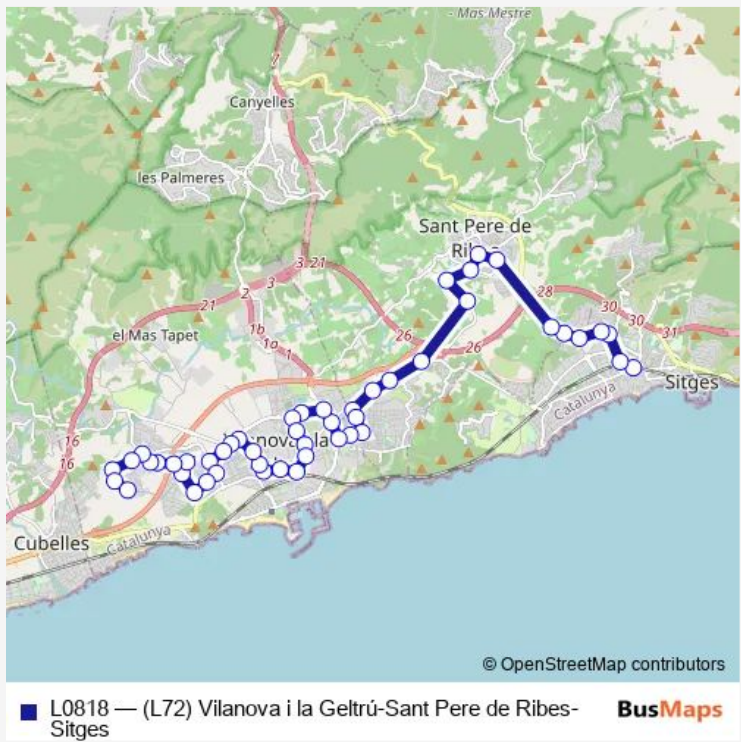 - Mas Mestre
Canyelles
les Palmeres
Sant Pere de
Ribes
3.21
3
21
2
28
30
30
31
1b
1a
1
el Mas Tapet
26
26
Sitges
Catalunya
16
16
Cubelles
Catalunya
© OpenStreetMap contributors
L0818 — (L72) Vilanova i la Geltrú-Sant Pere de Ribes-
Sitges
BusMaps